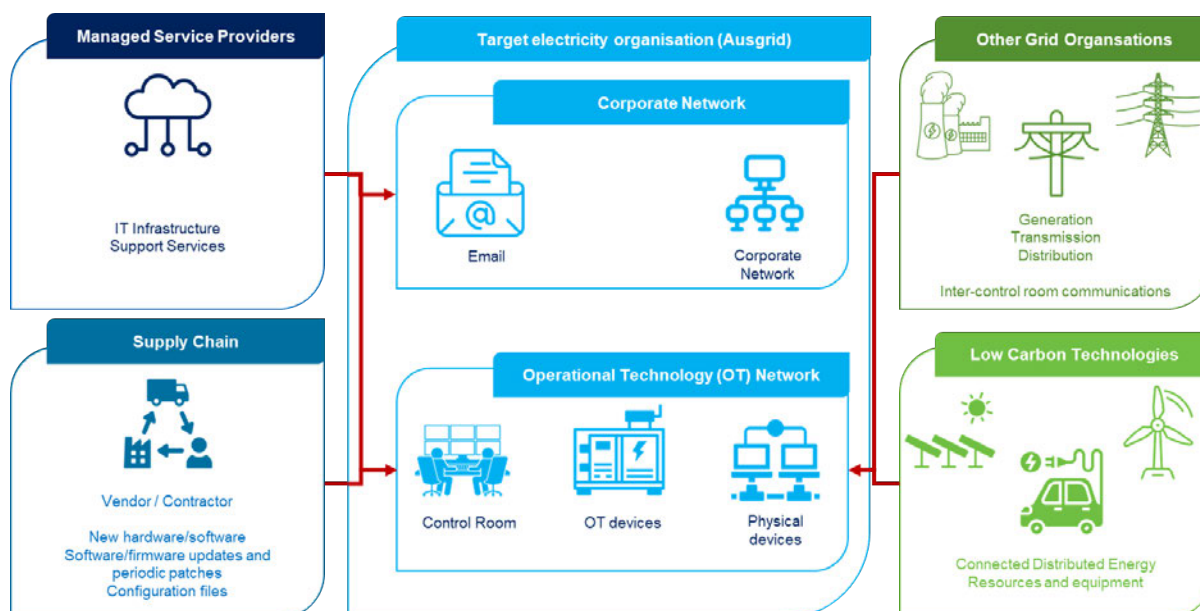 Managed Service Providers
IT Infrastructure
Support Services
Supply Chain
Vendor / Contractor
New hardware/software
Software/firmware updates and
periodic patches
Configuration files
Target electricity organisation (Ausgrid)
Corporate Network
Email
Corporate
Network
Operational Technology (OT) Network
Control Room
OT devices
Physical
devices
Other Grid Organsations
Generation
Transmission
Distribution
Inter-control room communications
Low Carbon Technologies
Connected Distributed Energy
Resources and equipment